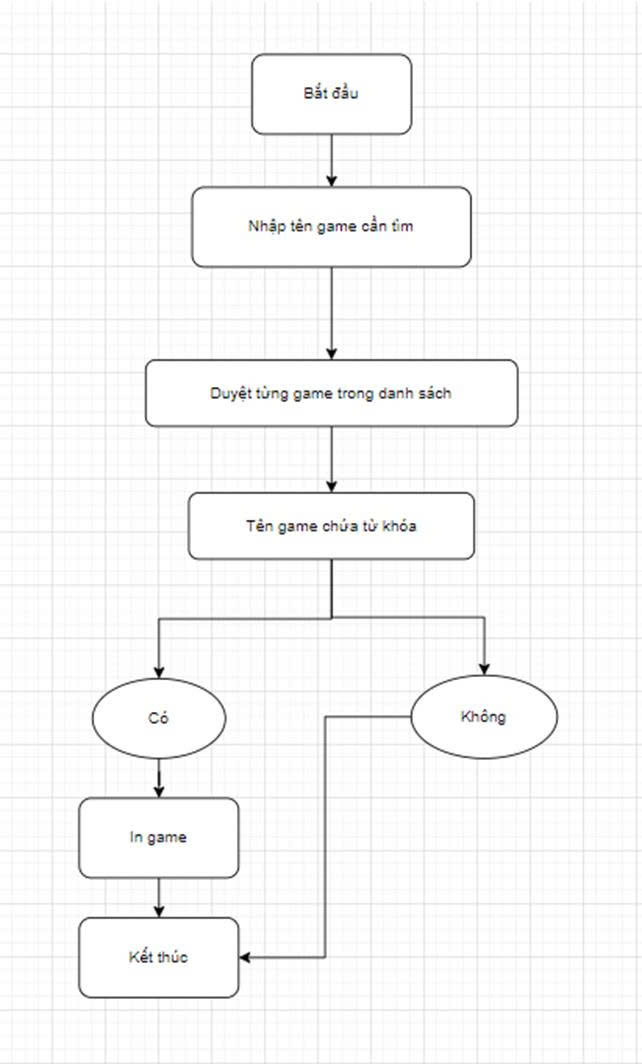 Bắt đầu
Nhập tên game cần tìm
Duyệt từng game trong danh sách
Tên game chứa từ khóa
Có
Không
In game
Kết thúc